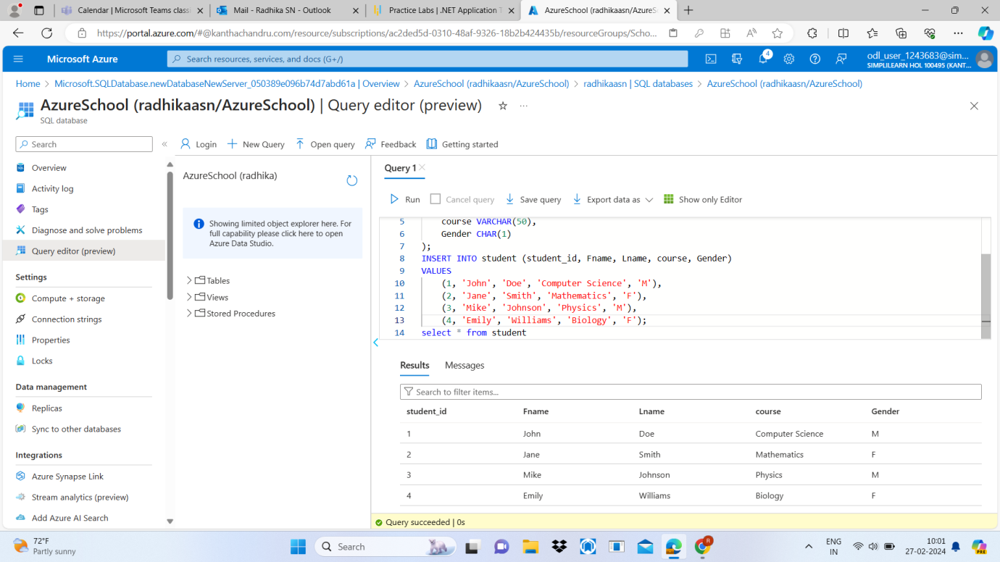 Calendar | Microsoft Teams classi
Mail - Radhika SN - Outlook
Practice Labs | .NET Application T
AzureSchool (radhikaasn/AzureS
https://portal.azure.com/#@kanthachandru.com/resource/subscriptions/ac2ded5d-0310-48af-9326-18b2b424435b/resourceGroups/Scho...
Microsoft Azure
Search resources, services, and docs (G+/)
4
odl_user_1243683@sim...
SIMPLILEARN HOL 100495 (KANT...
Home > Microsoft.SQLDatabase.newDatabaseNewServer_050389e096b74d7abd61a | Overview > AzureSchool (radhikaasn/AzureSchool) > radhikaasn | SQL databases > AzureSchool (radhikaasn/AzureSchool)
AzureSchool (radhikaasn/AzureSchool) | Query editor (preview)
SQL database
Search
Login
New Query
Open query
Feedback
Getting started
Overview
Activity log
Tags
Diagnose and solve problems
Query editor (preview)
Settings
Compute + storage
Connection strings
Properties
Locks
Data management
Replicas
Sync to other databases
Integrations
Azure Synapse Link
Stream analytics (preview)
Add Azure AI Search
AzureSchool (radhika)
Showing limited object explorer here. For
full capability please click here to open
Azure Data Studio.
Tables
Views
Stored Procedures
Query 1
Run
Cancel query
Save query
Export data as
Show only Editor
5 course VARCHAR(50),
6 Gender CHAR(1)
7 );
8 INSERT INTO student (student_id, Fname, Lname, course, Gender)
9 VALUES
10 (1, 'John', 'Doe', 'Computer Science', 'M'),
11 (2, 'Jane', 'Smith', 'Mathematics', 'F'),
12 (3, 'Mike', 'Johnson', 'Physics', 'M'),
13 (4, 'Emily', 'Williams', 'Biology', 'F');
14 select * from student
Results
Messages
Search to filter items...
student_id Fname Lname course Gender
1 John Doe Computer Science M
2 Jane Smith Mathematics F
3 Mike Johnson Physics M
4 Emily Williams Biology F
Query succeeded | 0s
72°F
Partly sunny
Search
R
ENG
IN
10:01
27-02-2024
PRE